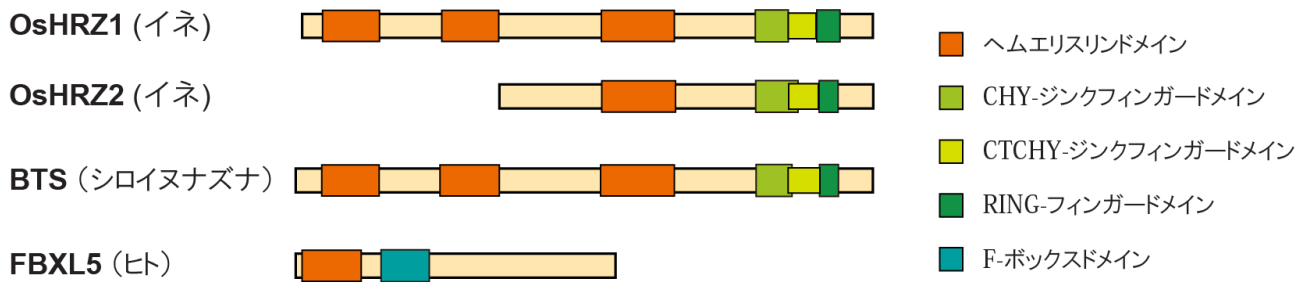 OsHRZ1 (イネ)
OsHRZ2 (イネ)
BTS (シロイヌナズナ)
FBXL5 (ヒト)
ヘムエリスリンドメイン
CHY-ジンクフィンガードメイン
CTCHY-ジンクフィンガードメイン
RING-フィンガードメイン
F-ボックスドメイン